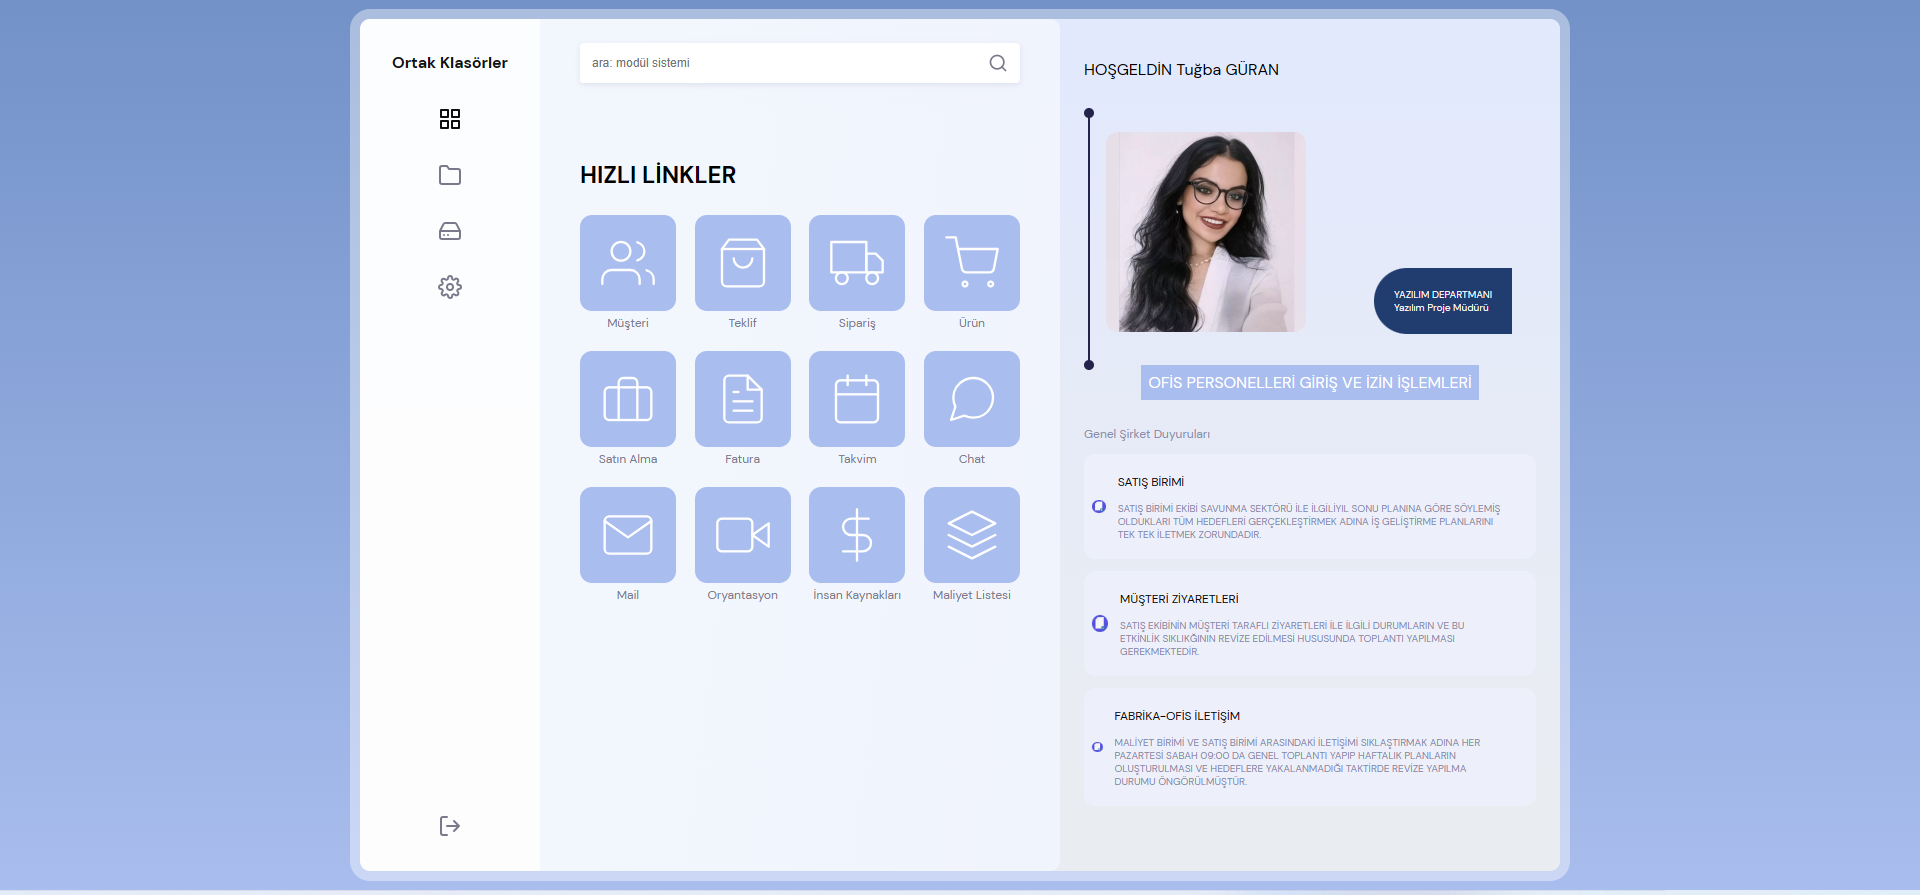 Ortak Klasörler
ara: modül sistemi
HIZLI LİNKLER
Müşteri
Teklif
Sipariş
Ürün
Satın Alma
Fatura
Takvim
Chat
Mail
Oryantasyon
İnsan Kaynakları
Maliyet Listesi
HOŞGELDİN Tuğba GÜRAN
YAZILIM DEPARTMANI
Yazılım Proje Müdürü
OFİS PERSONELLERİ GİRİŞ VE İZİN İŞLEMLERİ
Genel Şirket Duyuruları
SATIŞ BİRİMİ
SATIŞ BİRİMİ EKİBİ SAVUNMA SEKTÖRÜ İLE İLGİLİYIL SONU PLANINA GÖRE SÖYLEMİŞ
OLDUKLARI TÜM HEDEFLERİ GERÇEKLEŞTİRMEK ADINA İŞ GELİŞTİRME PLANLARINI
TEK TEK İLETMEK ZORUNDADIR.
MÜŞTERİ ZİYARETLERİ
SATIŞ EKİBİNİN MÜŞTERİ TARAFLI ZİYARETLERİ İLE İLGİLİ DURUMLARIN VE BU
ETKİNLİK SIKLIKĞININ REVİZE EDİLMESİ HUSUSUNDA TOPLANTI YAPILMASI
GEREKMEKTEDİR.
FABRİKA-OFİS İLETİŞİM
MALİYET BİRİMİ VE SATIŞ BİRİMİ ARASINDAKİ İLETİŞİMİ SIKLAŞTIRMAK ADINA HER
PAZARTESİ SABAH 09:00 DA GENEL TOPLANTI YAPIP HAFTALIK PLANLARIN
OLUŞTURULMASI VE HEDEFLERE YAKALANMADIĞI TAKTİRDE REVİZE YAPILMA
DURUMU ÖNGÖRÜLMÜŞTÜR.